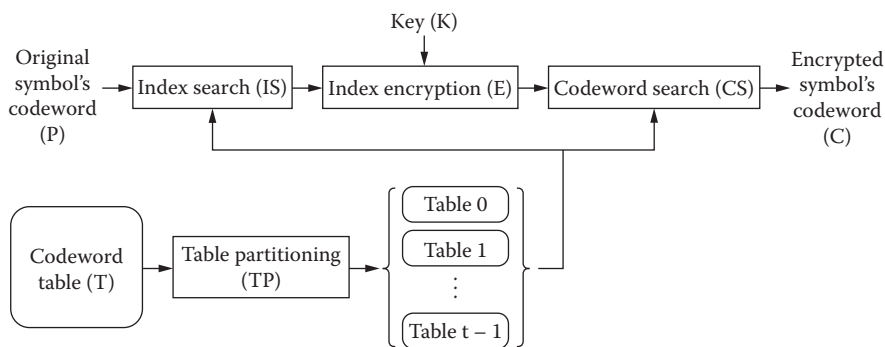 Key (K)
Original
symbol's
codeword
(P)
Index search (IS)
Index encryption (E)
Codeword search (CS)
Encrypted
symbol's
codeword
(C)
Codeword
table (T)
Table partitioning
(TP)
Table 0
Table 1
⋮
Table t – 1